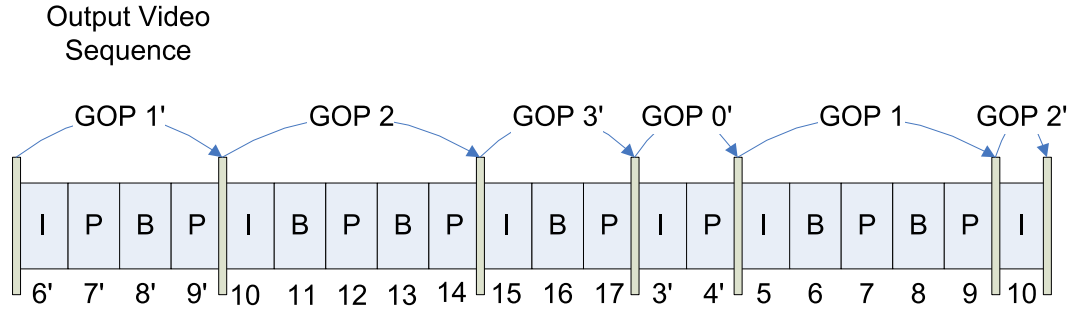 Output Video
Sequence
GOP 1' GOP 2 GOP 3' GOP 0' GOP 1 GOP 2'
I P B P I B P B P I B P I P I B P B P I
6' 7' 8' 9' 10 11 12 13 14 15 16 17 3' 4' 5 6 7 8 9 10